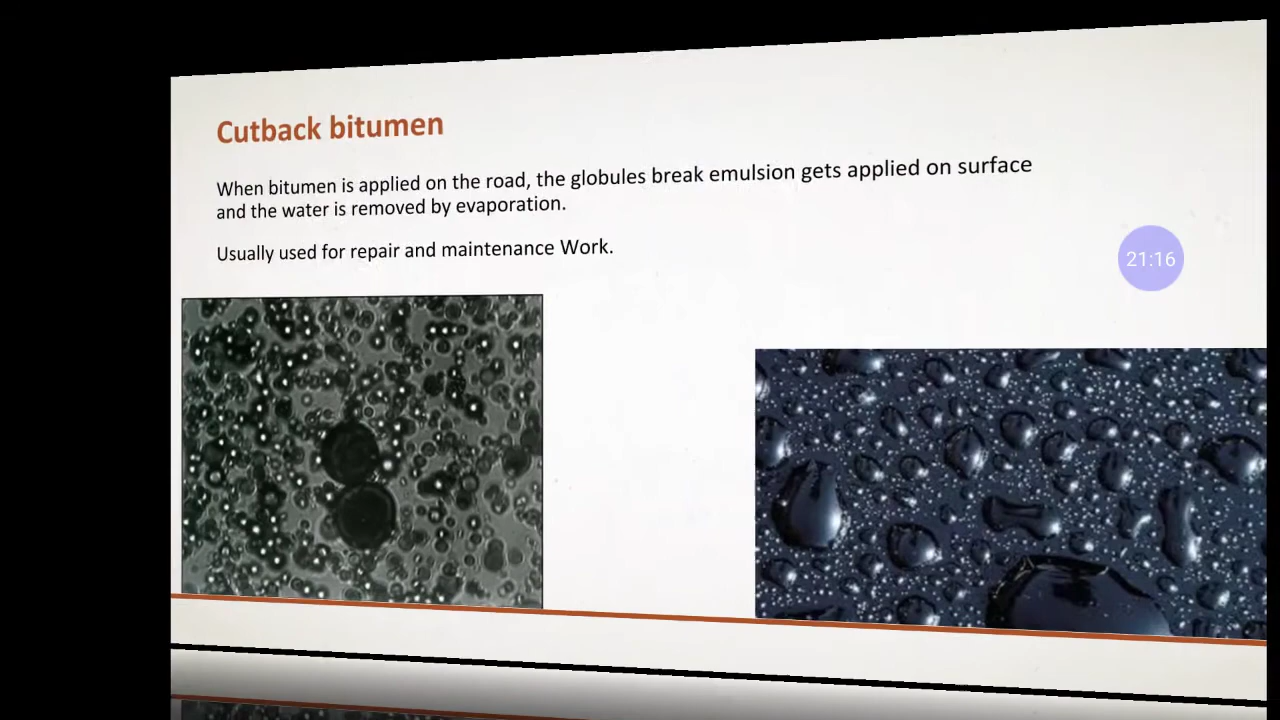 Cutback bitumen
When bitumen is applied on the road, the globules break emulsion gets applied on surface
and the water is removed by evaporation.
Usually used for repair and maintenance Work.
21:16